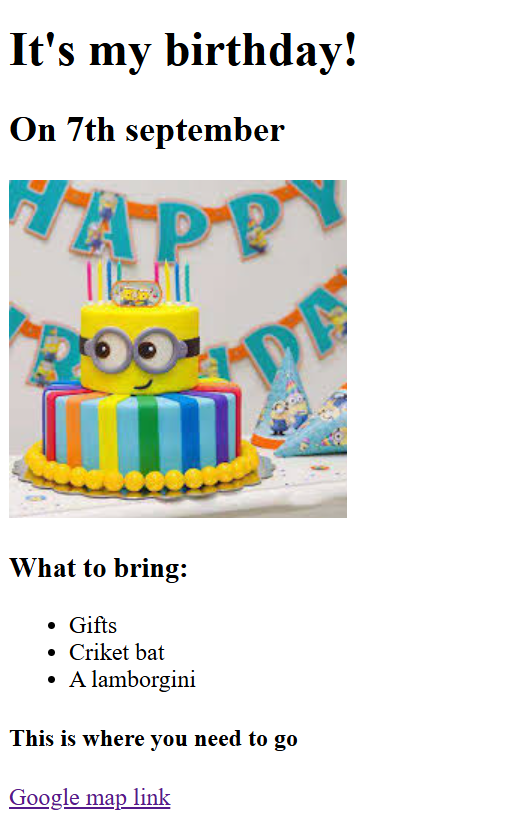 It's my birthday!
On 7th september
HAPPY
What to bring:
Gifts
Criket bat
A lamborgini
This is where you need to go
Google map link